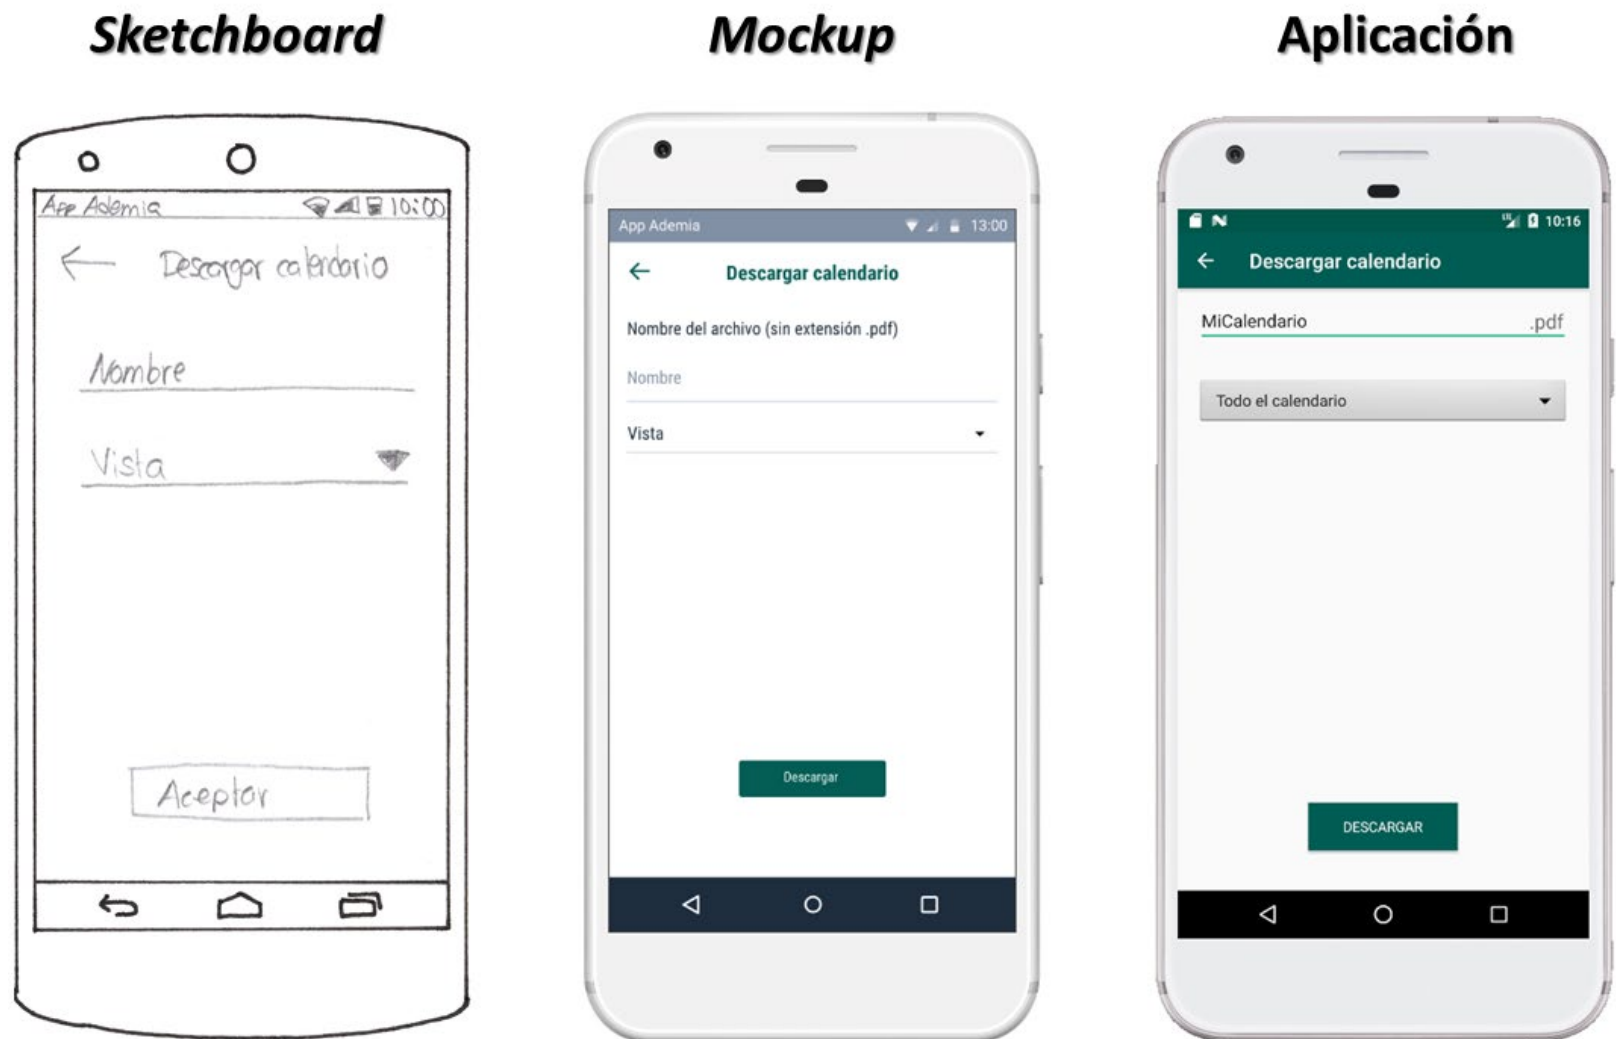 Sketchboard
App Ademia 10:00
Descargar calendario
Nombre
Vista
Aceptar
Mockup
App Ademia 13:00
Descargar calendario
Nombre del archivo (sin extensión .pdf)
Nombre
Vista
Descargar
Aplicación
10:16
Descargar calendario
MiCalendario .pdf
Todo el calendario
DESCARGAR